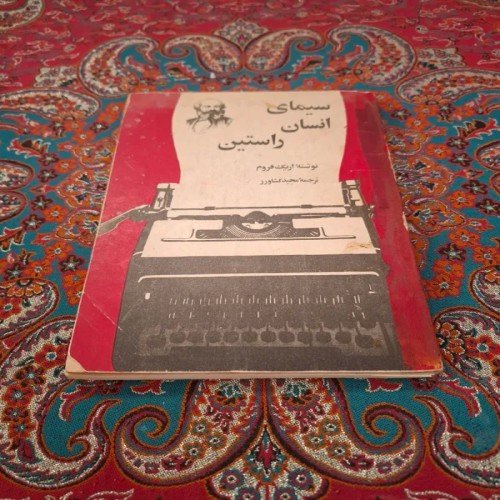 سیمای
انسان
راستین
نوشته: اریک فروم
ترجمه: مجید کشاورز